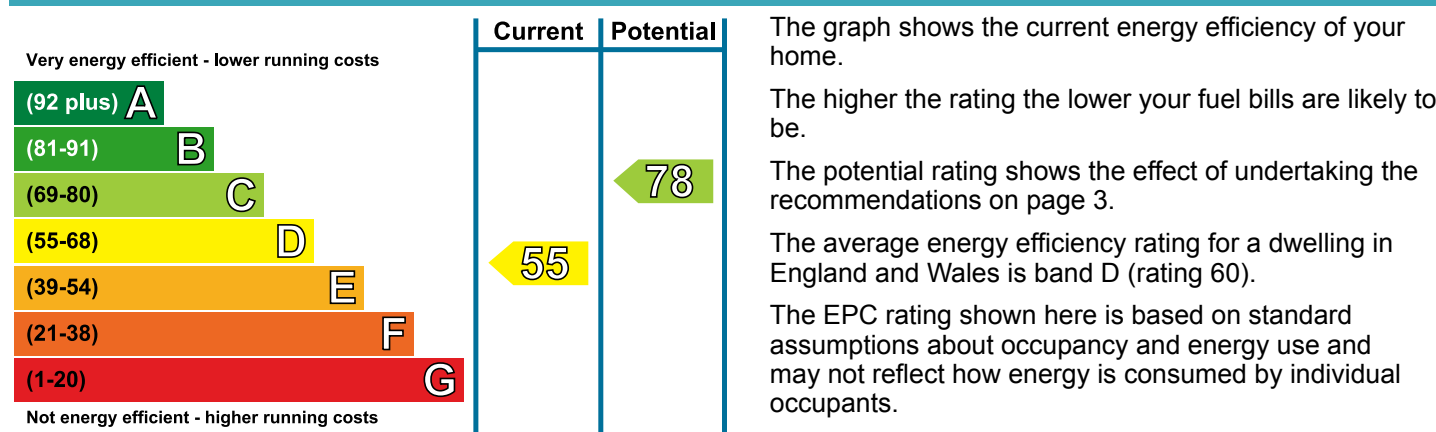 Current Potential
Very energy efficient - lower running costs
(92 plus) A
(81-91) B
(69-80) C
(55-68) D
(39-54) E
(21-38) F
(1-20) G
Not energy efficient - higher running costs
55
78
The graph shows the current energy efficiency of your
home.
The higher the rating the lower your fuel bills are likely to
be.
The potential rating shows the effect of undertaking the
recommendations on page 3.
The average energy efficiency rating for a dwelling in
England and Wales is band D (rating 60).
The EPC rating shown here is based on standard
assumptions about occupancy and energy use and
may not reflect how energy is consumed by individual
occupants.